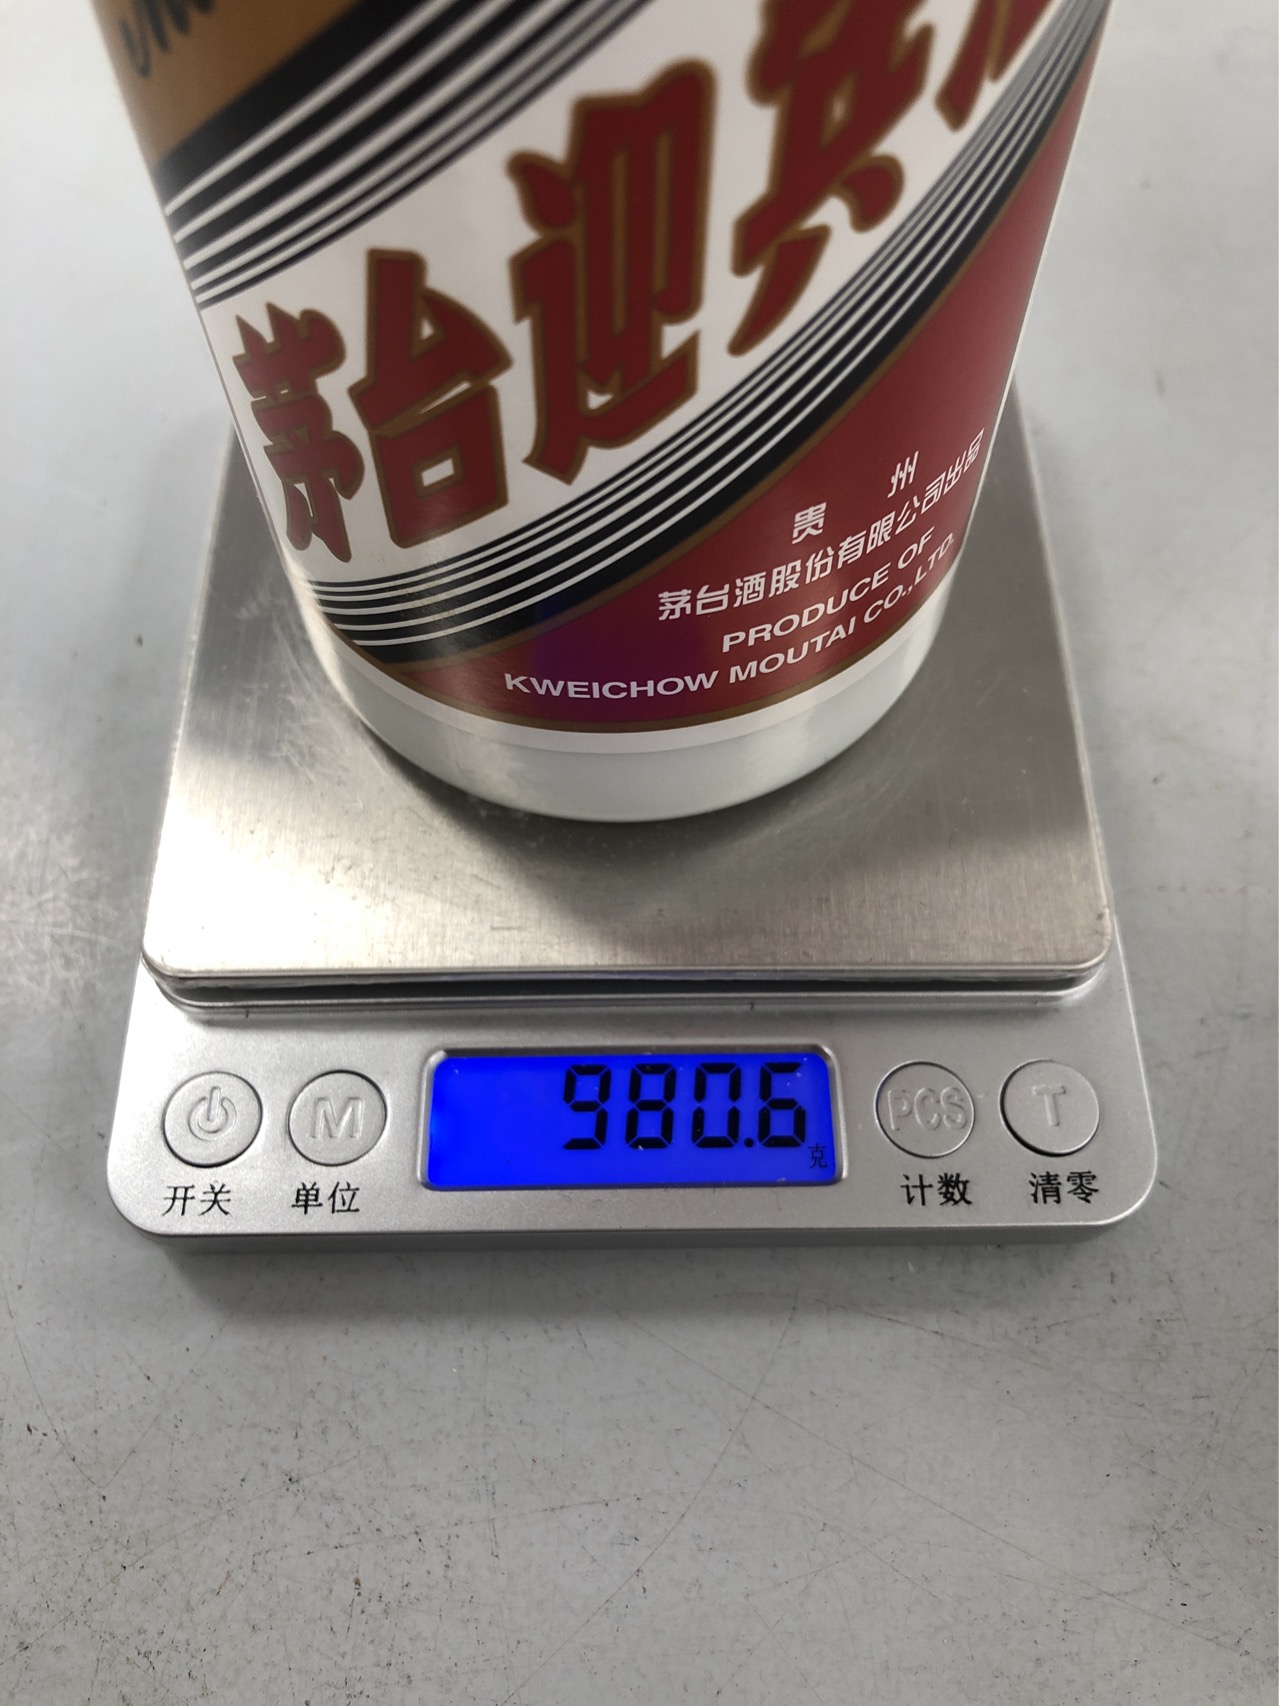 茅台迎宾
贵州
茅台酒股份有限公司出品
PRODUCE OF
KWEICHOW MOUTAI CO.,LTD.
980.6
克
M
PCS
T
开关
单位
计数
清零